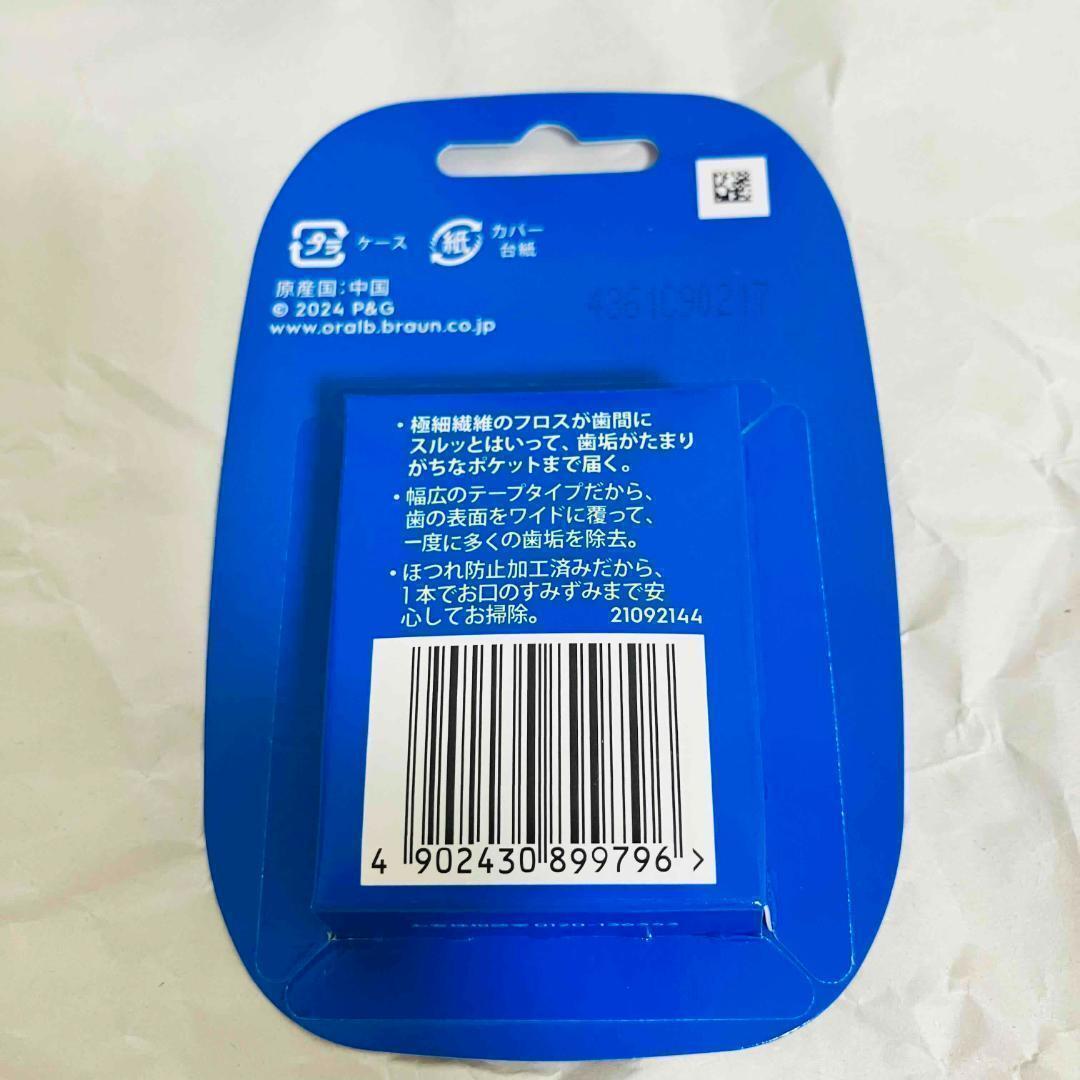 プラ ケース 紙 カバー
台紙
原産国:中国
© 2024 P&G
www.oralb.braun.co.jp
4361C90217
・極細繊維のフロスが歯間に
スルッとはいって、歯垢がたまり
がちなポケットまで届く。
・幅広のテープタイプだから、
歯の表面をワイドに覆って、
一度に多くの歯垢を除去。
・ほつれ防止加工済みだから、
1本でお口のすみずみまで安
心してお掃除。 21092144
4 902430 899796 >